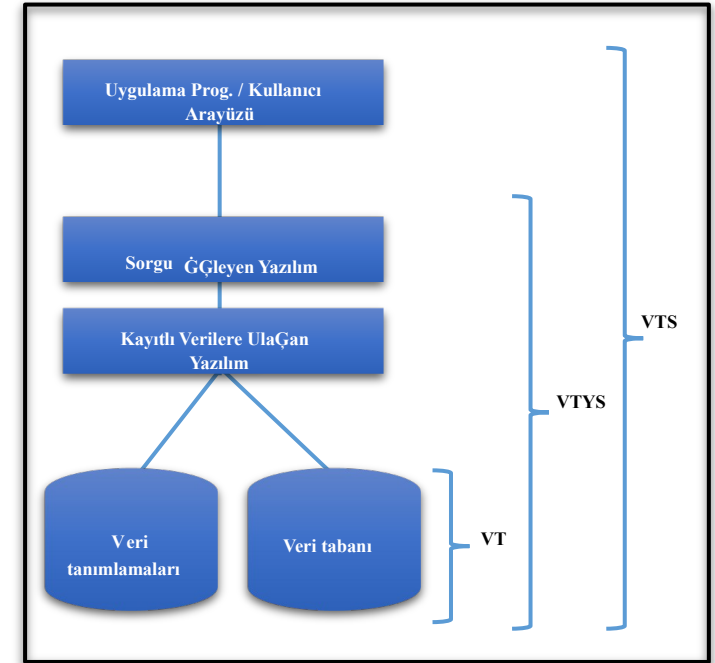 Uygulama Prog. / Kullanıcı
Arayüzü
Sorgu ĠĢleyen Yazılım
Kayıtlı Verilere UlaĢan
Yazılım
Veri
tanımlamaları
Veri tabanı
VT
VTYS
VTS